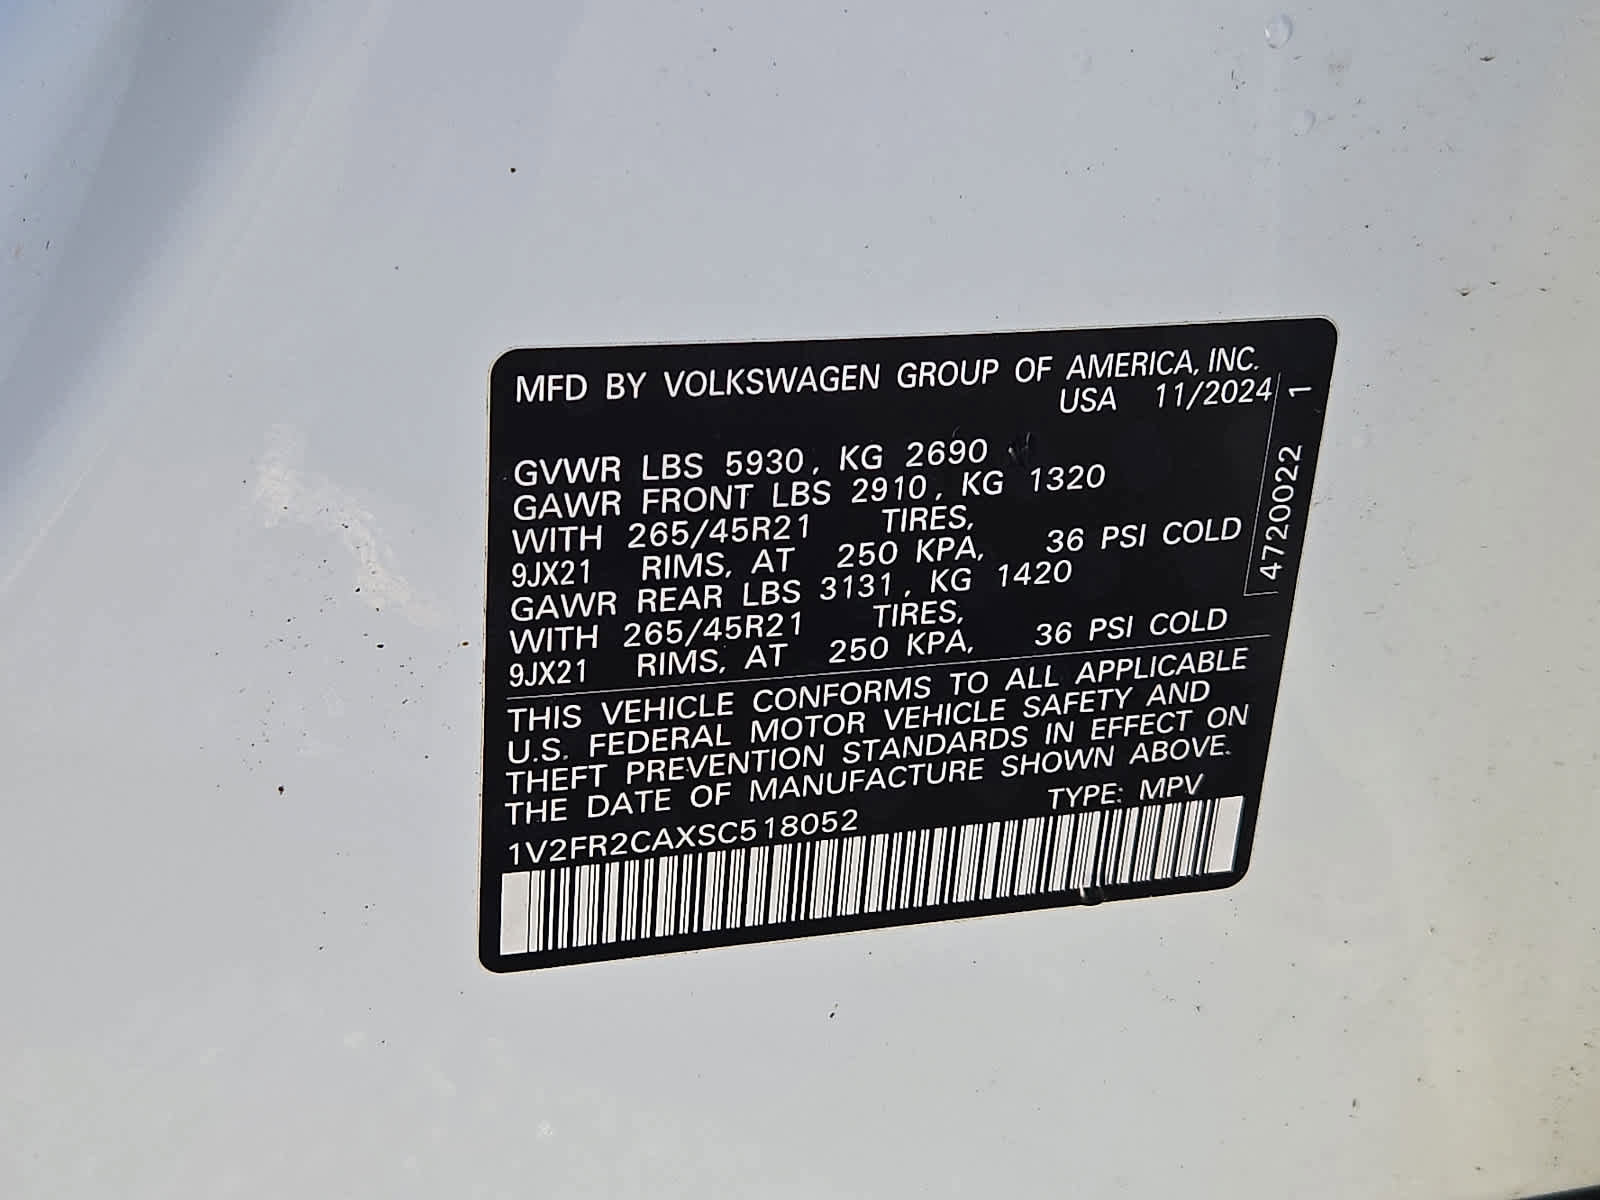 MFD BY VOLKSWAGEN GROUP OF AMERICA, INC.
USA 11/2024
GVWR LBS 5930, KG 2690
GAWR FRONT LBS 2910, KG 1320
WITH 265/45R21 TIRES,
9JX21 RIMS, AT 250 KPA, 36 PSI COLD
GAWR REAR LBS 3131, KG 1420
WITH 265/45R21 TIRES,
9JX21 RIMS, AT 250 KPA, 36 PSI COLD
THIS VEHICLE CONFORMS TO ALL APPLICABLE
U.S. FEDERAL MOTOR VEHICLE SAFETY AND
THEFT PREVENTION STANDARDS IN EFFECT ON
THE DATE OF MANUFACTURE SHOWN ABOVE.
TYPE: MPV
1V2FR2CAXSC518052
4720022 1